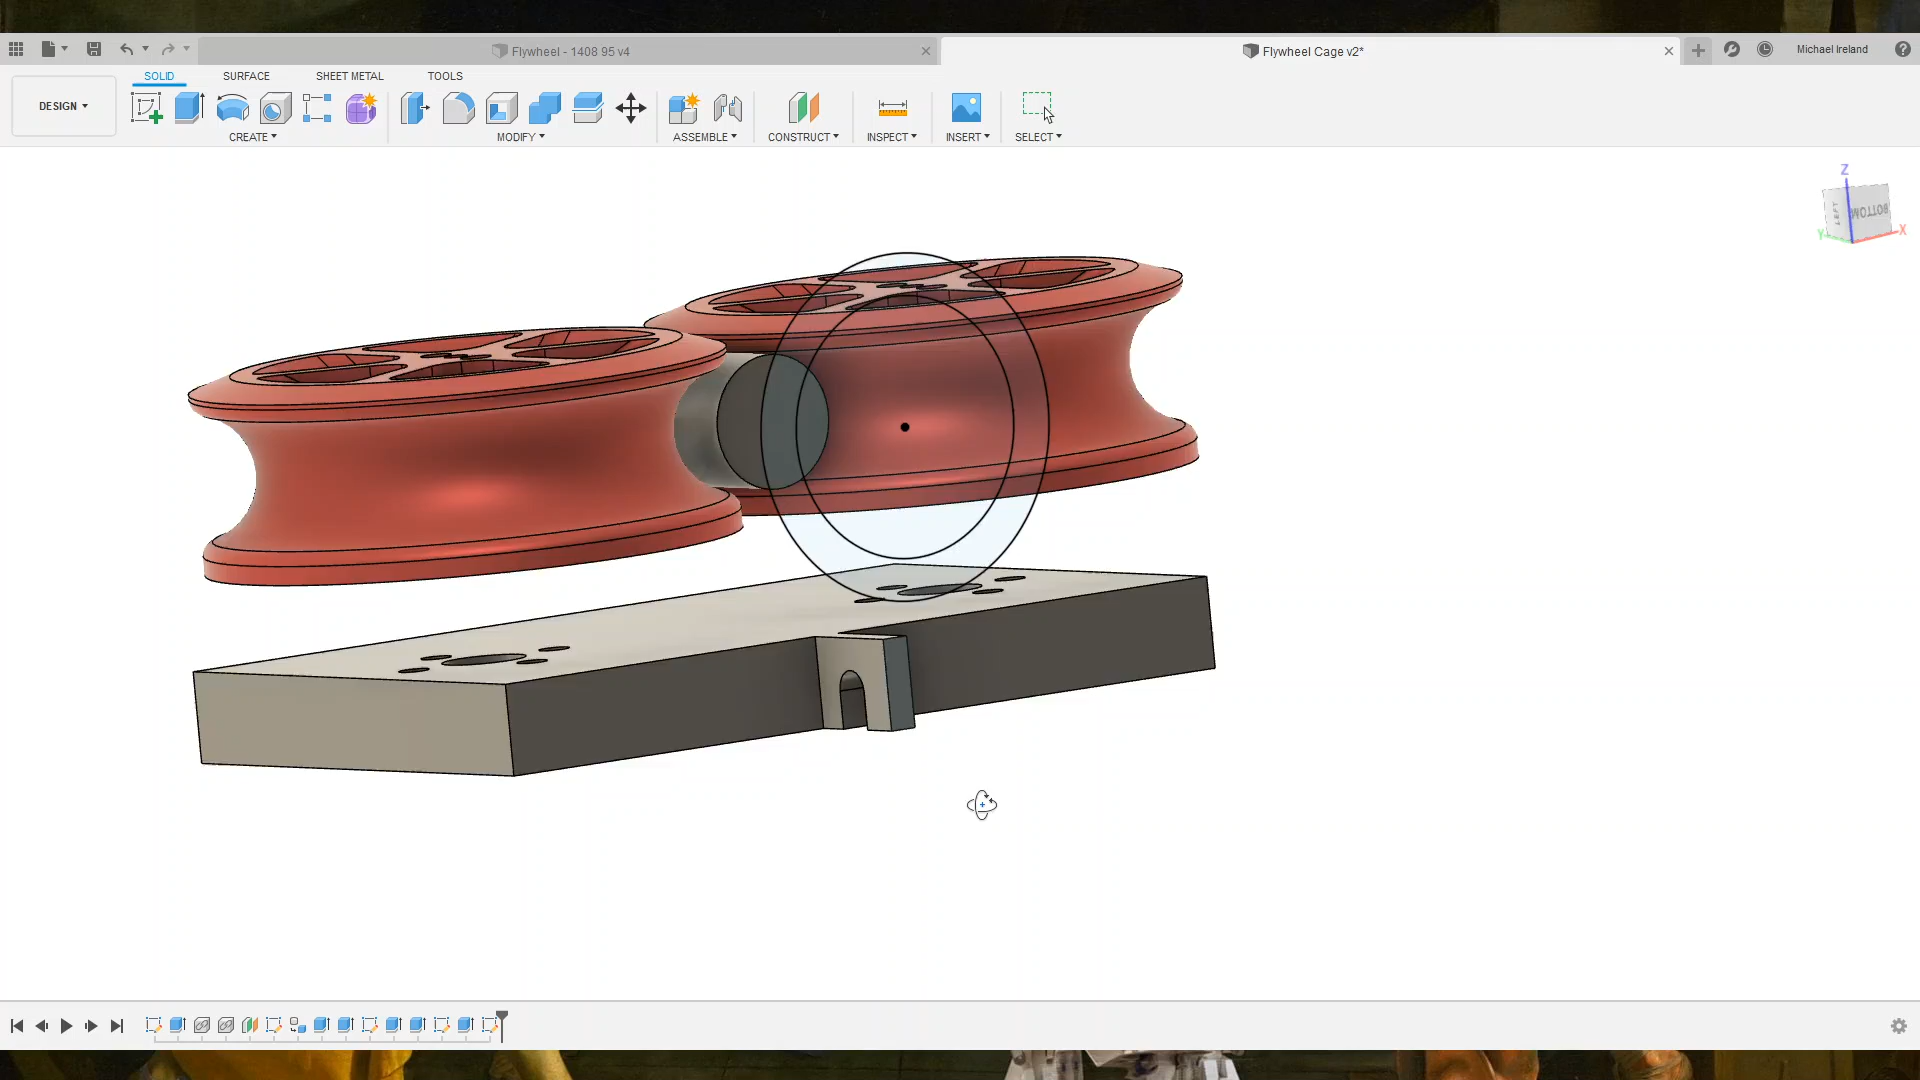 Flywheel - 1408 95 v4
Flywheel Cage v2*
Michael Ireland
SOLID
SURFACE
SHEET METAL
TOOLS
DESIGN
CREATE
MODIFY
ASSEMBLE
CONSTRUCT
INSPECT
INSERT
SELECT
Z
LEFT
BOTTOM
Y
X